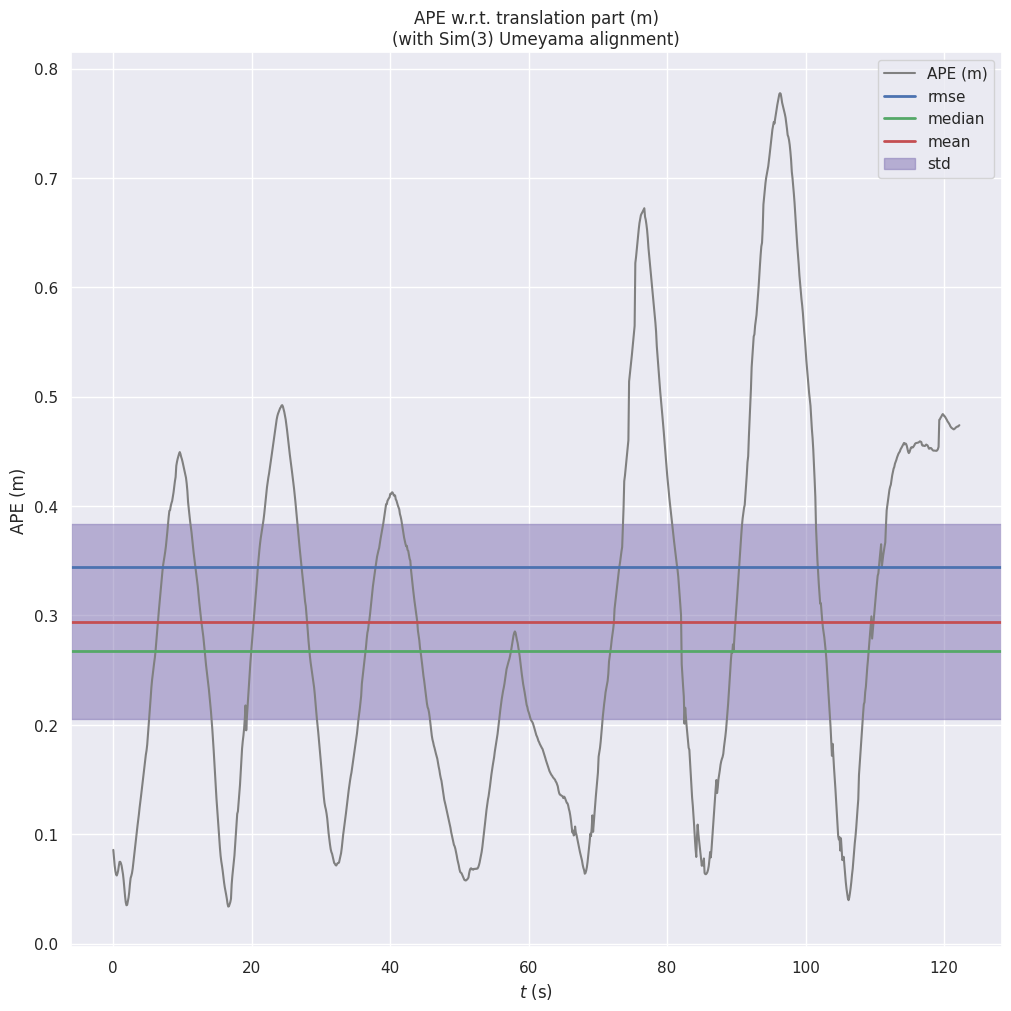 APE w.r.t. translation part (m)
(with Sim(3) Umeyama alignment)
APE (m)
rmse
median
mean
std
APE (m)
0.8
0.7
0.6
0.5
0.4
0.3
0.2
0.1
0.0
0 20 40 60 80 100 120
t (s)